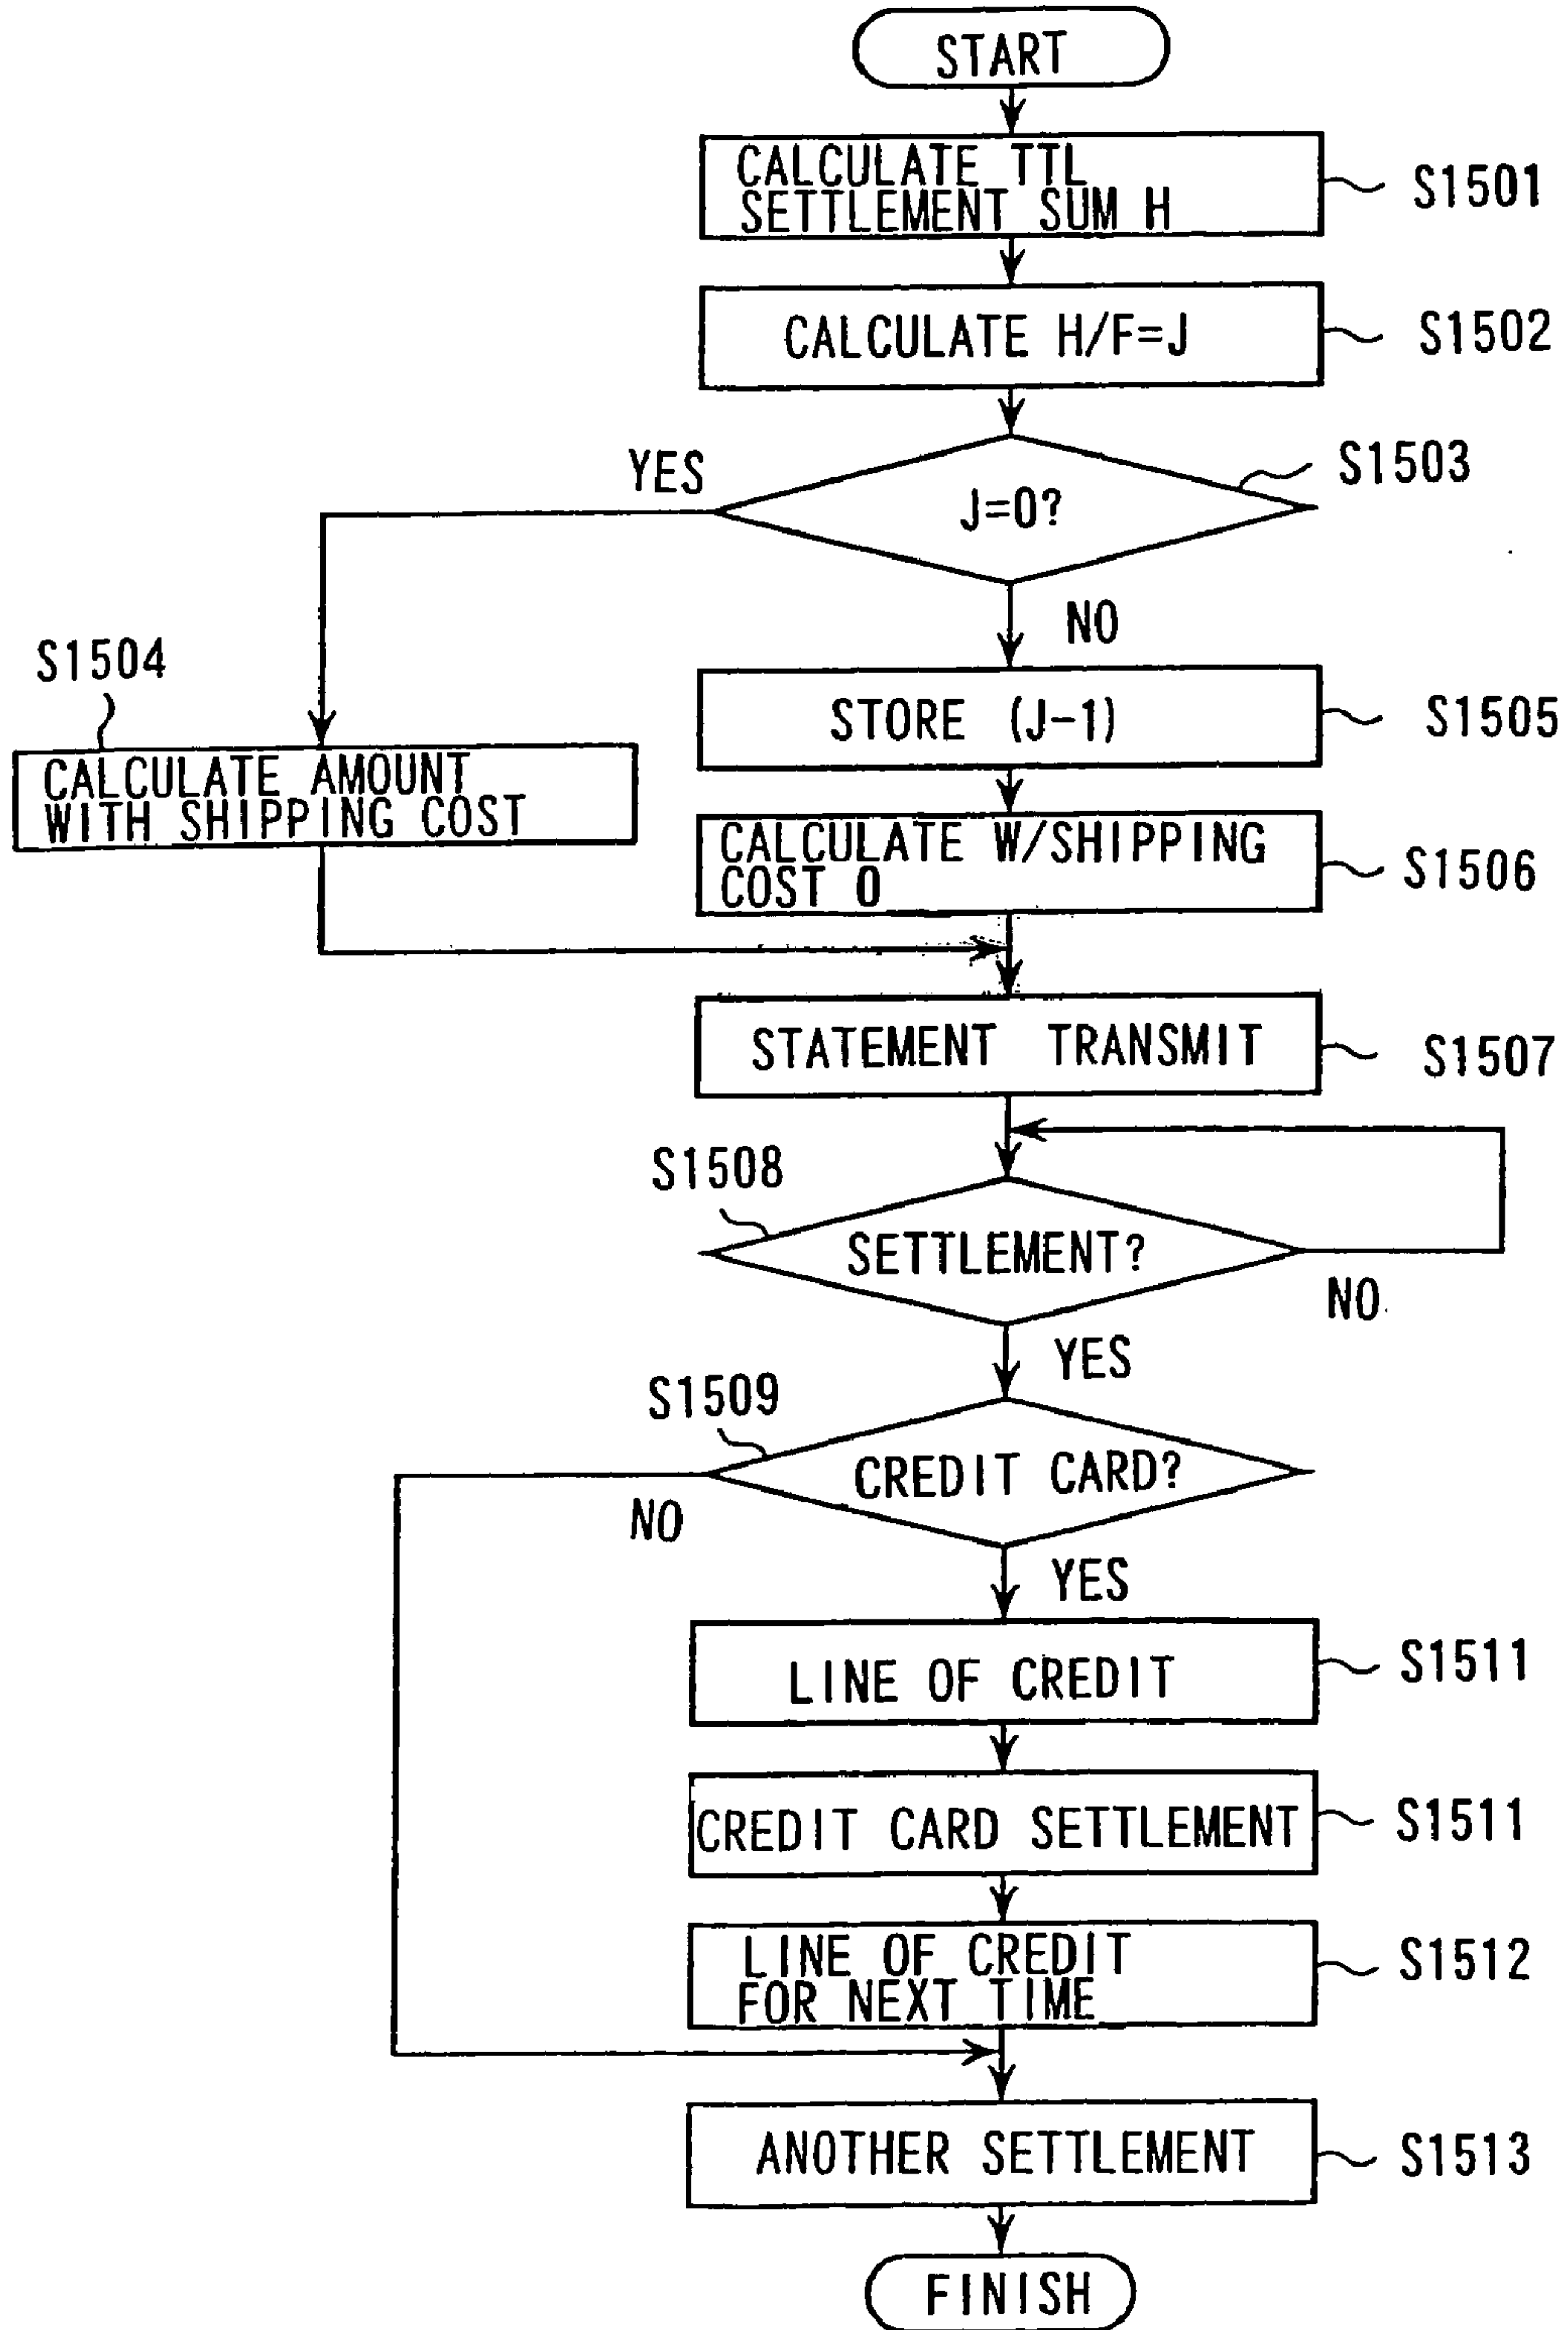 START
CALCULATE TTL
SETTLEMENT SUM H
S1501
CALCULATE H/F=J
S1502
YES
S1503
J=0?
NO
S1504
STORE (J-1)
S1505
CALCULATE AMOUNT
WITH SHIPPING COST
CALCULATE W/SHIPPING
COST 0
S1506
STATEMENT TRANSMIT
S1507
S1508
SETTLEMENT?
NO
YES
S1509
CREDIT CARD?
NO
YES
LINE OF CREDIT
S1511
CREDIT CARD SETTLEMENT
S1511
LINE OF CREDIT
FOR NEXT TIME
S1512
ANOTHER SETTLEMENT
S1513
FINISH